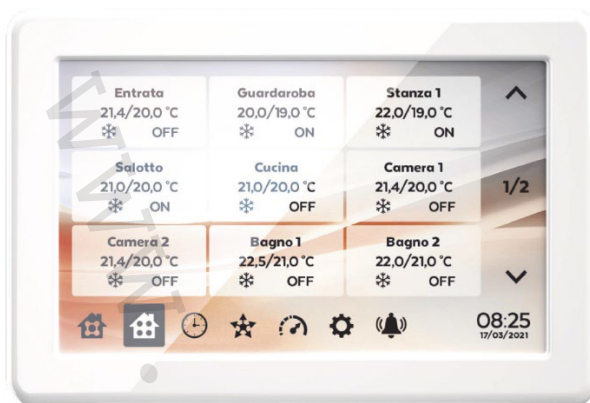 Entrata
21,4/20,0 °C
OFF
Guardaroba
20,0/19,0 °C
ON
Stanza 1
22,0/19,0 °C
ON
Salotto
21,0/20,0 °C
ON
Cucina
21,0/20,0 °C
OFF
Camera 1
21,4/20,0 °C
OFF
1/2
Camera 2
21,4/20,0 °C
OFF
Bagno 1
22,5/21,0 °C
OFF
Bagno 2
22,0/21,0 °C
OFF
08:25
17/03/2021
www.